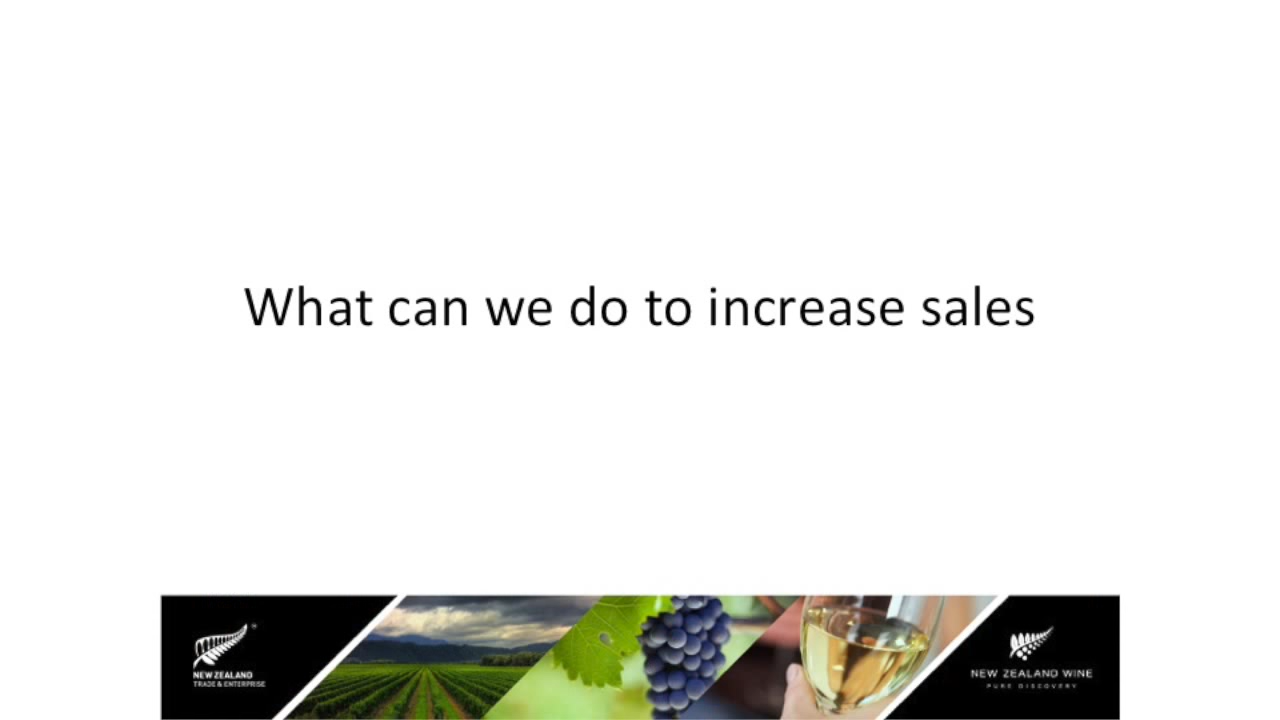 What can we do to increase sales
NEW ZEALAND
TRADE & ENTERPRISE
NEW ZEALAND WINE
PURE DISCOVERY